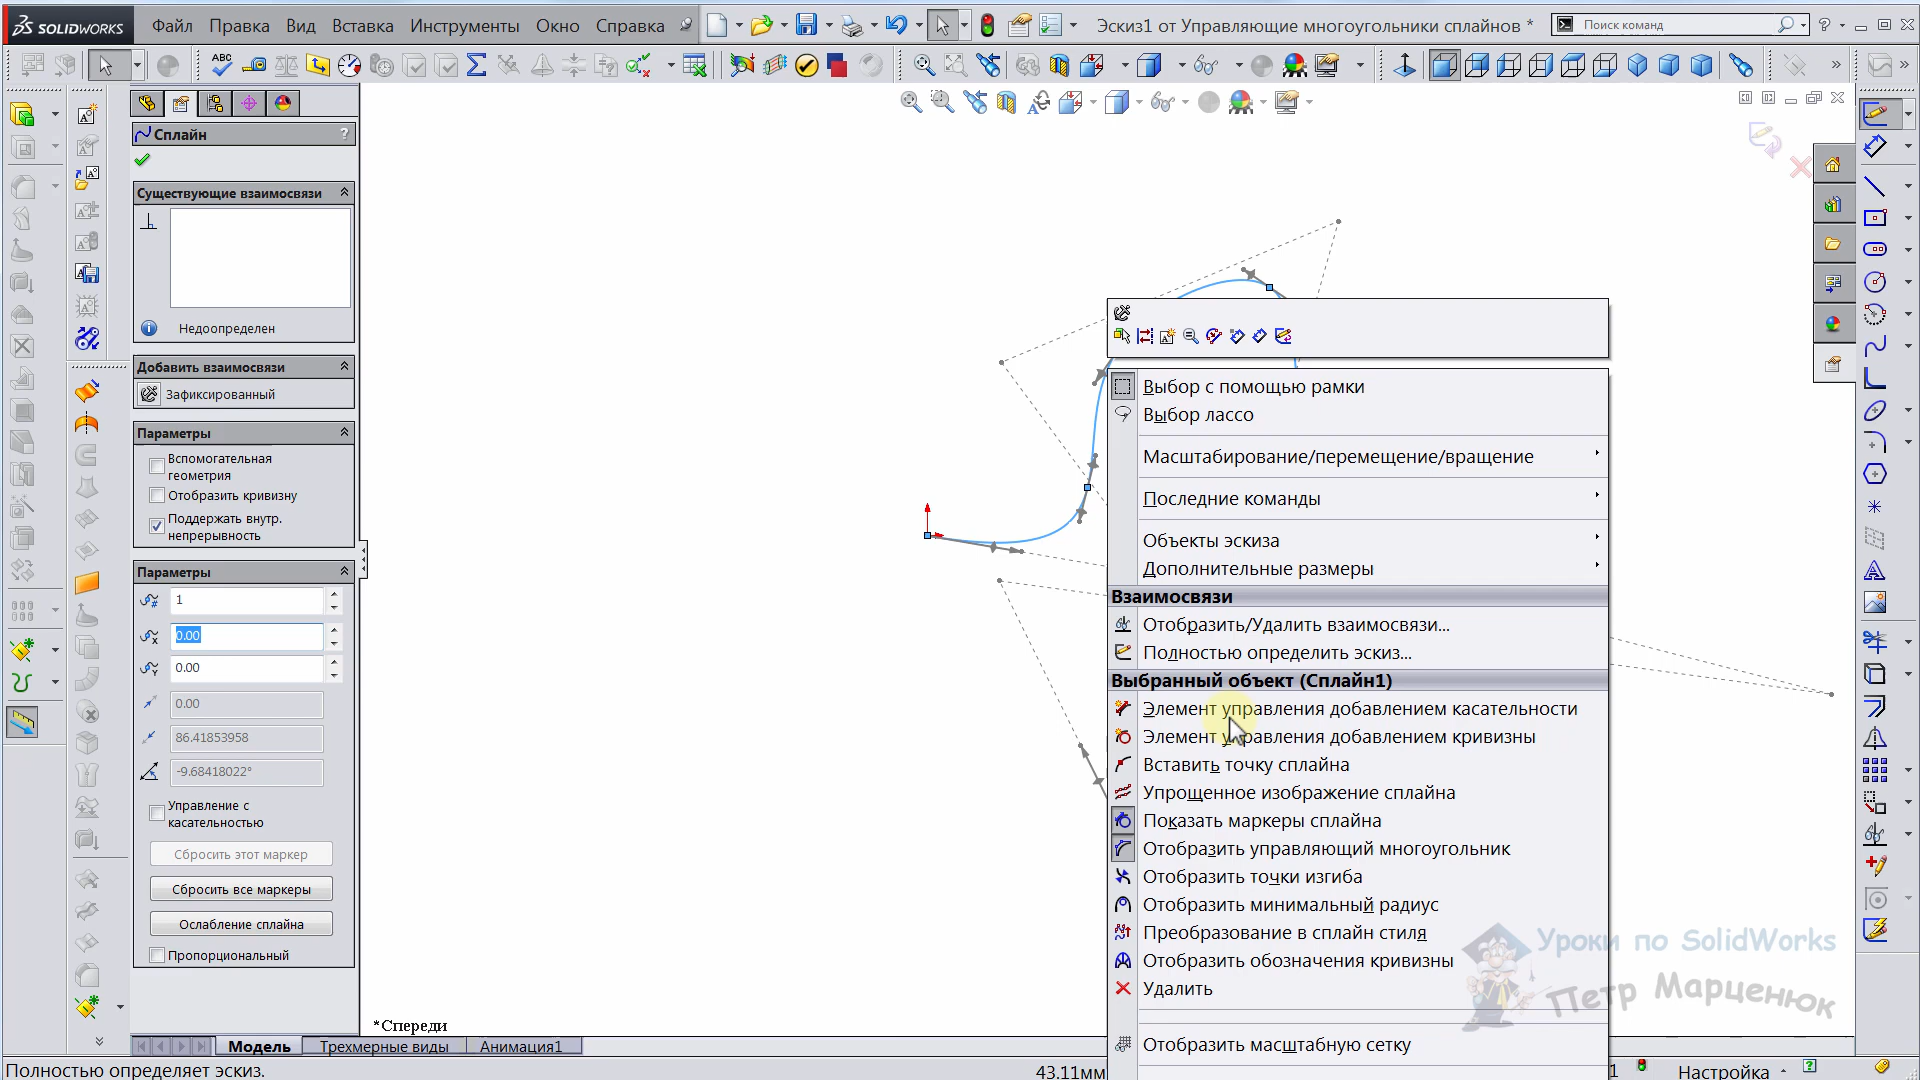 SOLIDWORKS
Файл Правка Вид Вставка Инструменты Окно Справка
Эскиз1 от Управляющие многоугольники сплайнов *
Поиск команд
Сплайн
?
Существующие взаимосвязи
Недоопределен
Добавить взаимосвязи
Зафиксированный
Параметры
Вспомогательная
геометрия
Отобразить кривизну
Поддержать внутр.
непрерывность
Параметры
1
0.00
0.00
0.00
86.41853958
-9.68418022°
Управление с
касательностью
Сбросить этот маркер
Сбросить все маркеры
Ослабление сплайна
Пропорциональный
Выбор с помощью рамки
Выбор лассо
Масштабирование/перемещение/вращение
Последние команды
Объекты эскиза
Дополнительные размеры
Взаимосвязи
Отобразить/Удалить взаимосвязи...
Полностью определить эскиз...
Выбранный объект (Сплайн1)
Элемент управления добавлением касательности
Элемент управления добавлением кривизны
Вставить точку сплайна
Упрощенное изображение сплайна
Показать маркеры сплайна
Отобразить управляющий многоугольник
Отобразить точки изгиба
Отобразить минимальный радиус
Преобразование в сплайн стиля
Отобразить обозначения кривизны
Удалить
Отобразить масштабную сетку
Уроки по SolidWorks
Петр Марценюк
*Спереди
Модель Трехмерные виды Анимация1
Полностью определяет эскиз.
43.11мм
1
Настройка